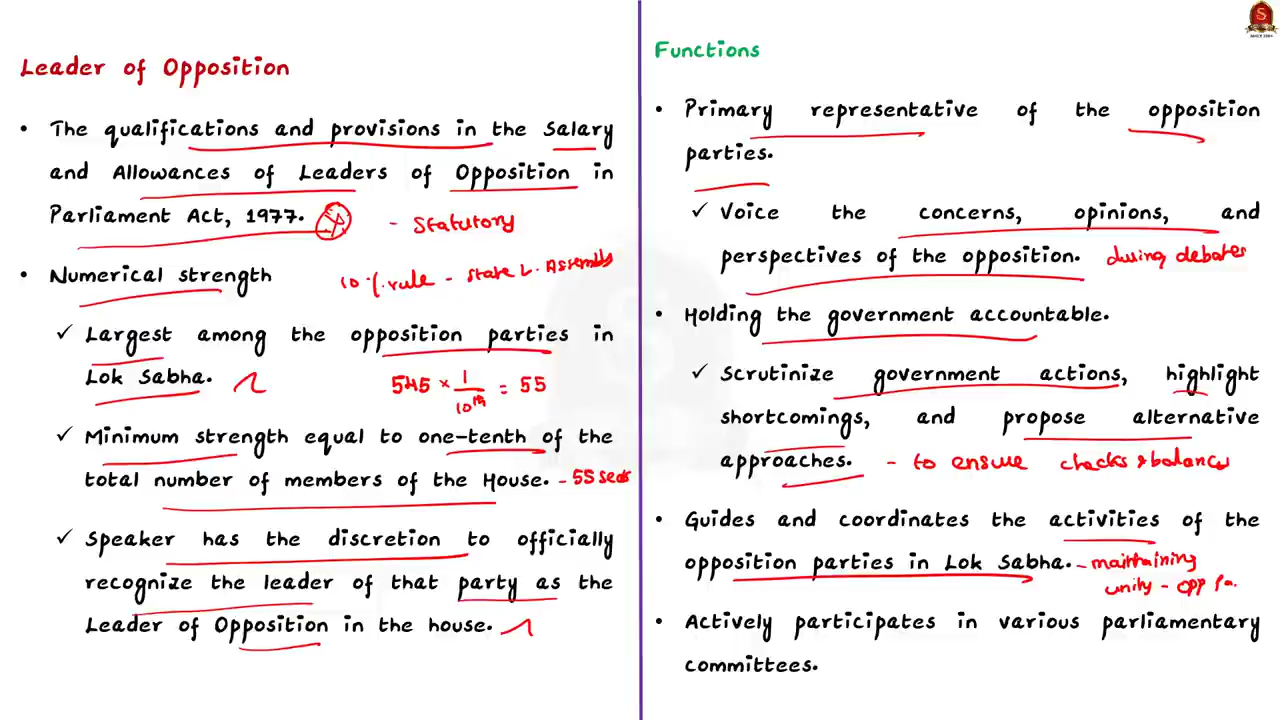 Leader of Opposition
• The qualifications and provisions in the Salary
and Allowances of Leaders of Opposition in
Parliament Act, 1977.
- Statutory
• Numerical strength
10%. rule - State L. Assembly
✓ Largest among the opposition parties in
Lok Sabha.
545 × 1/10th = 55
✓ Minimum strength equal to one-tenth of the
total number of members of the House. - 55 seats
✓ Speaker has the discretion to officially
recognize the leader of that party as the
Leader of Opposition in the house.
S
SINCE 2004
Functions
• Primary representative of the opposition
parties.
✓ Voice the concerns, opinions, and
perspectives of the opposition. during debates
• Holding the government accountable.
✓ Scrutinize government actions, highlight
shortcomings, and propose alternative
approaches. - to ensure checks & balances
• Guides and coordinates the activities of the
opposition parties in Lok Sabha. - maintaining
unity - opp pa.
• Actively participates in various parliamentary
committees.